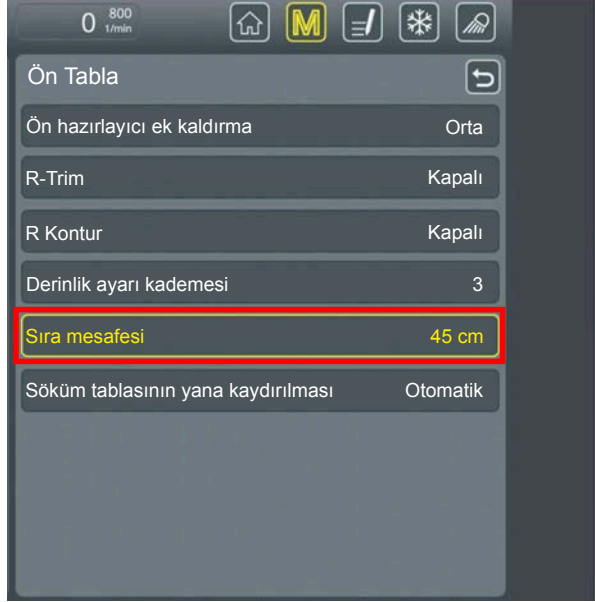 0 800 1/min
M
Ön Tabla
Ön hazırlayıcı ek kaldırma Orta
R-Trim Kapalı
R Kontur Kapalı
Derinlik ayarı kademesi 3
Sıra mesafesi 45 cm
Söküm tablasının yana kaydırılması Otomatik